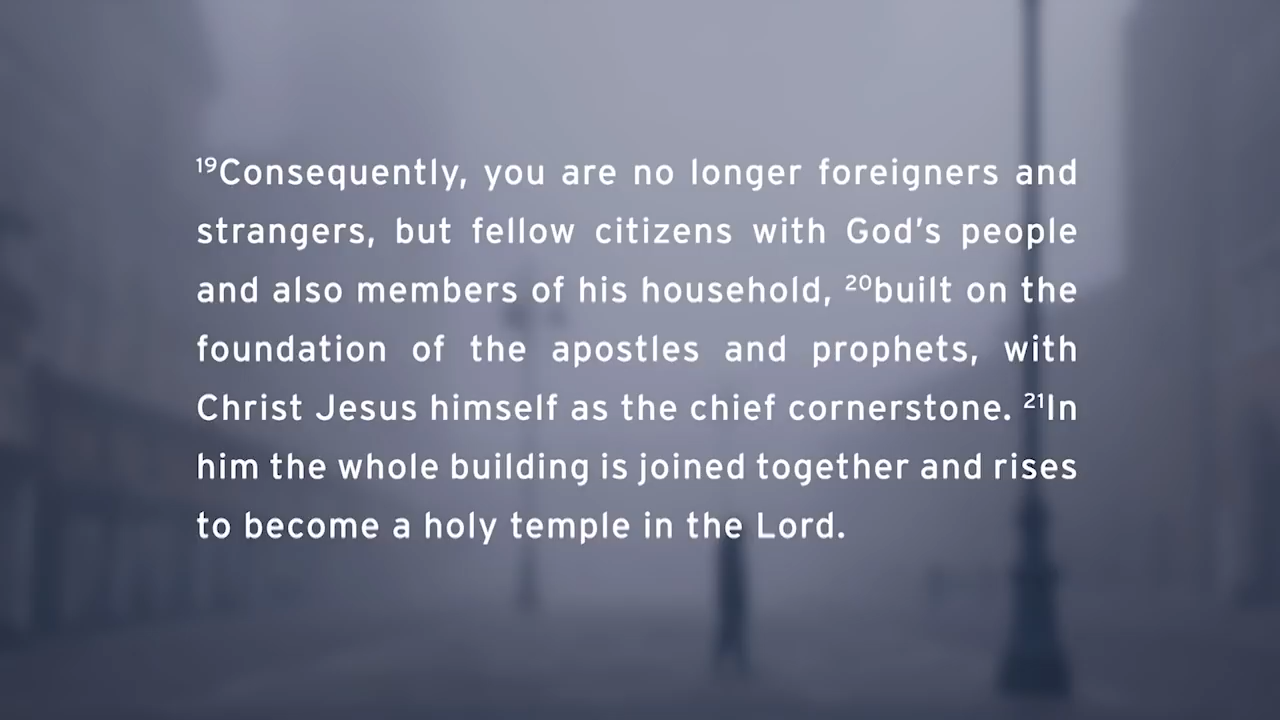 ¹⁹Consequently, you are no longer foreigners and
strangers, but fellow citizens with God’s people
and also members of his household, ²⁰built on the
foundation of the apostles and prophets, with
Christ Jesus himself as the chief cornerstone. ²¹In
him the whole building is joined together and rises
to become a holy temple in the Lord.